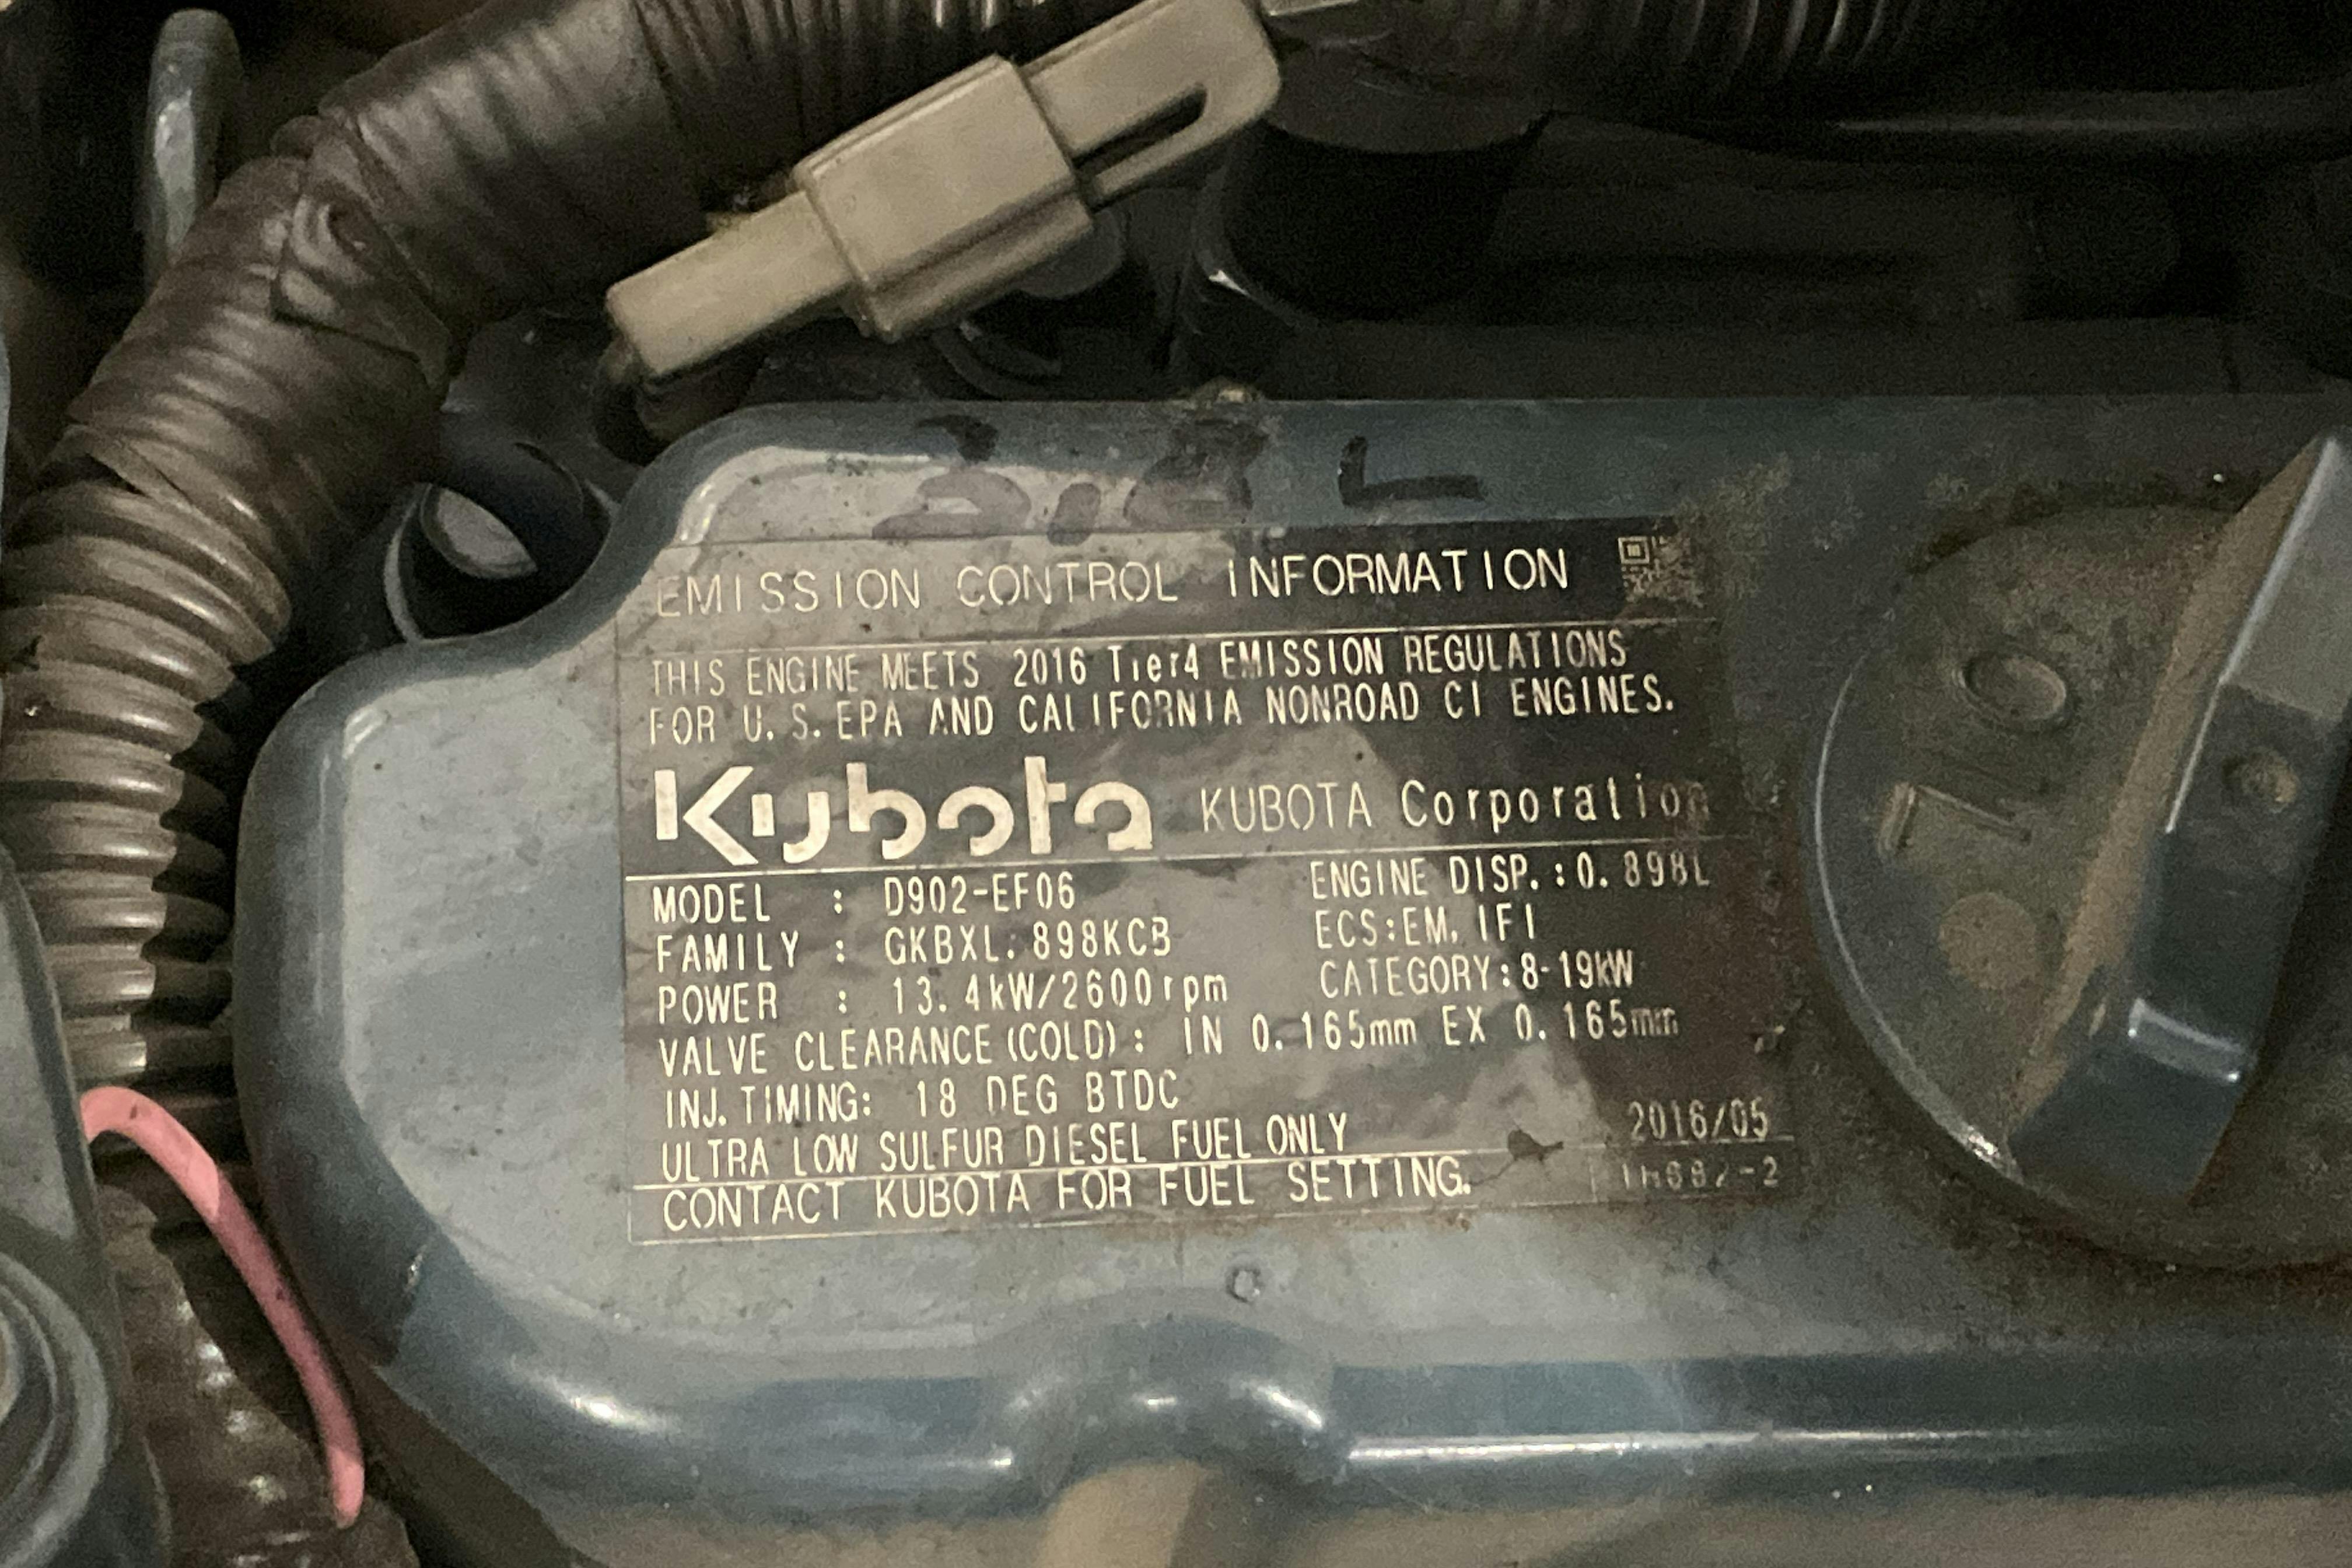 L
EMISSION CONTROL INFORMATION
THIS ENGINE MEETS 2016 Tier4 EMISSION REGULATIONS
FOR U.S. EPA AND CALIFORNIA NONROAD CI ENGINES.
Kubota KUBOTA Corporation
MODEL : D902-EF06 ENGINE DISP.:0.898L
FAMILY : GKBXL.898KCB ECS:EM, IFI
POWER : 13.4kW/2600rpm CATEGORY:8-19kW
VALVE CLEARANCE(COLD): IN 0.165mm EX 0.165mm
INJ.TIMING: 18 DEG BTDC
ULTRA LOW SULFUR DIESEL FUEL ONLY 2016/05
CONTACT KUBOTA FOR FUEL SETTING.